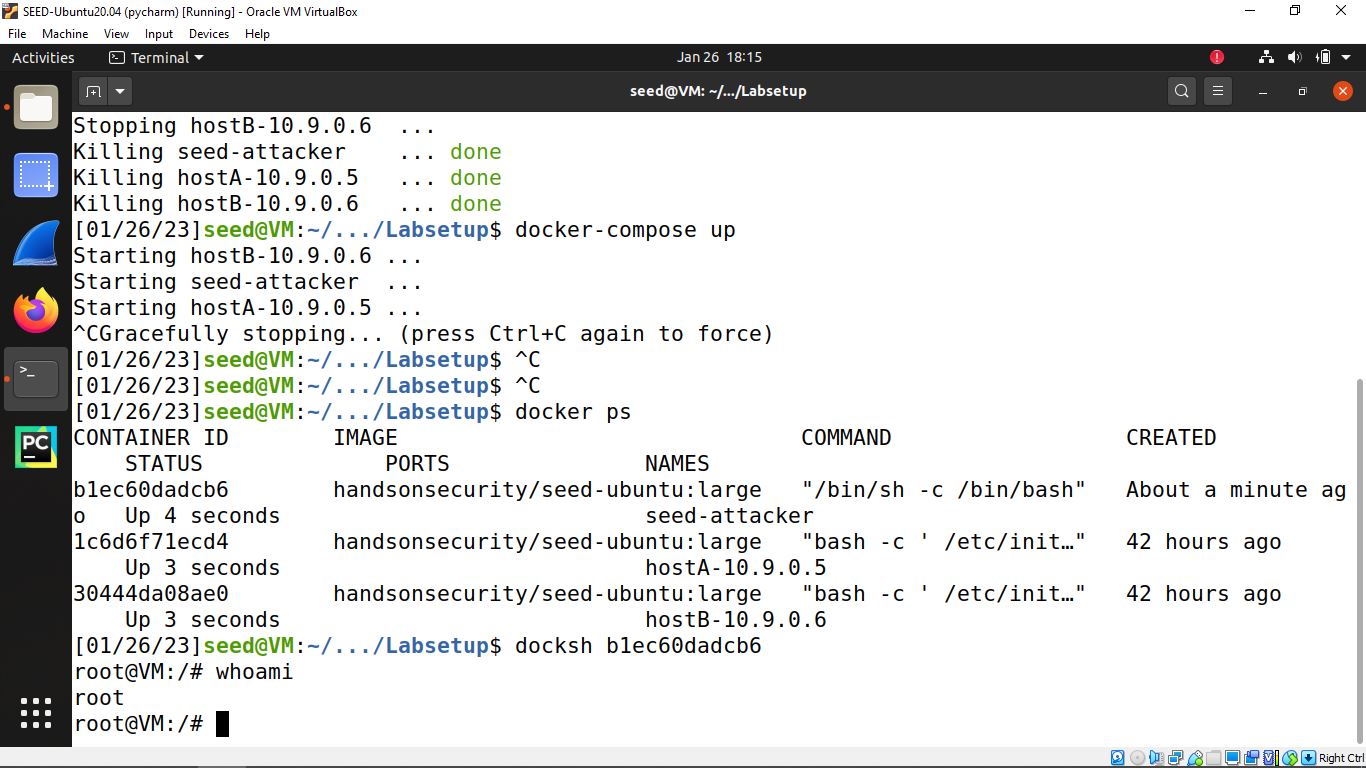 SEED-Ubuntu20.04 (pycharm) [Running] - Oracle VM VirtualBox
File Machine View Input Devices Help
Activities Terminal Jan 26 18:15
seed@VM: ~/.../Labsetup
Stopping hostB-10.9.0.6 ...
Killing seed-attacker ... done
Killing hostA-10.9.0.5 ... done
Killing hostB-10.9.0.6 ... done
[01/26/23]seed@VM:~/.../Labsetup$ docker-compose up
Starting hostB-10.9.0.6 ...
Starting seed-attacker ...
Starting hostA-10.9.0.5 ...
^CGracefully stopping... (press Ctrl+C again to force)
[01/26/23]seed@VM:~/.../Labsetup$ ^C
[01/26/23]seed@VM:~/.../Labsetup$ ^C
[01/26/23]seed@VM:~/.../Labsetup$ docker ps
CONTAINER ID IMAGE COMMAND CREATED
STATUS PORTS NAMES
b1ec60dadcb6 handsonsecurity/seed-ubuntu:large "/bin/sh -c /bin/bash" About a minute ag
o Up 4 seconds seed-attacker
1c6d6f71ecd4 handsonsecurity/seed-ubuntu:large "bash -c ' /etc/init…" 42 hours ago
Up 3 seconds hostA-10.9.0.5
30444da08ae0 handsonsecurity/seed-ubuntu:large "bash -c ' /etc/init…" 42 hours ago
Up 3 seconds hostB-10.9.0.6
[01/26/23]seed@VM:~/.../Labsetup$ docksh b1ec60dadcb6
root@VM:/# whoami
root
root@VM:/#
PC
Right Ctrl